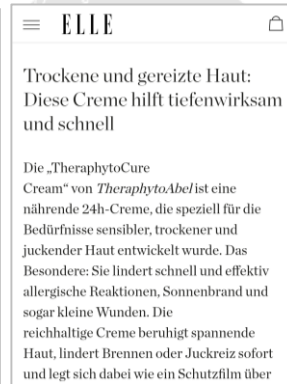 ELLE
Trockene und gereizte Haut:
Diese Creme hilft tiefenwirksam
und schnell
Die „TheraphytoCure
Cream“ von TheraphytoAbel ist eine
nährende 24h-Creme, die speziell für die
Bedürfnisse sensibler, trockener und
juckender Haut entwickelt wurde. Das
Besondere: Sie lindert schnell und effektiv
allergische Reaktionen, Sonnenbrand und
sogar kleine Wunden. Die
reichhaltige Creme beruhigt spannende
Haut, lindert Brennen oder Juckreiz sofort
und legt sich dabei wie ein Schutzfilm über